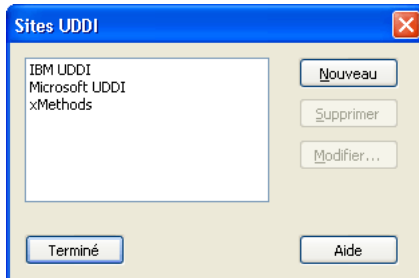 Sites UDDI
IBM UDDI
Microsoft UDDI
xMethods
Nouveau
Supprimer
Modifier...
Terminé
Aide